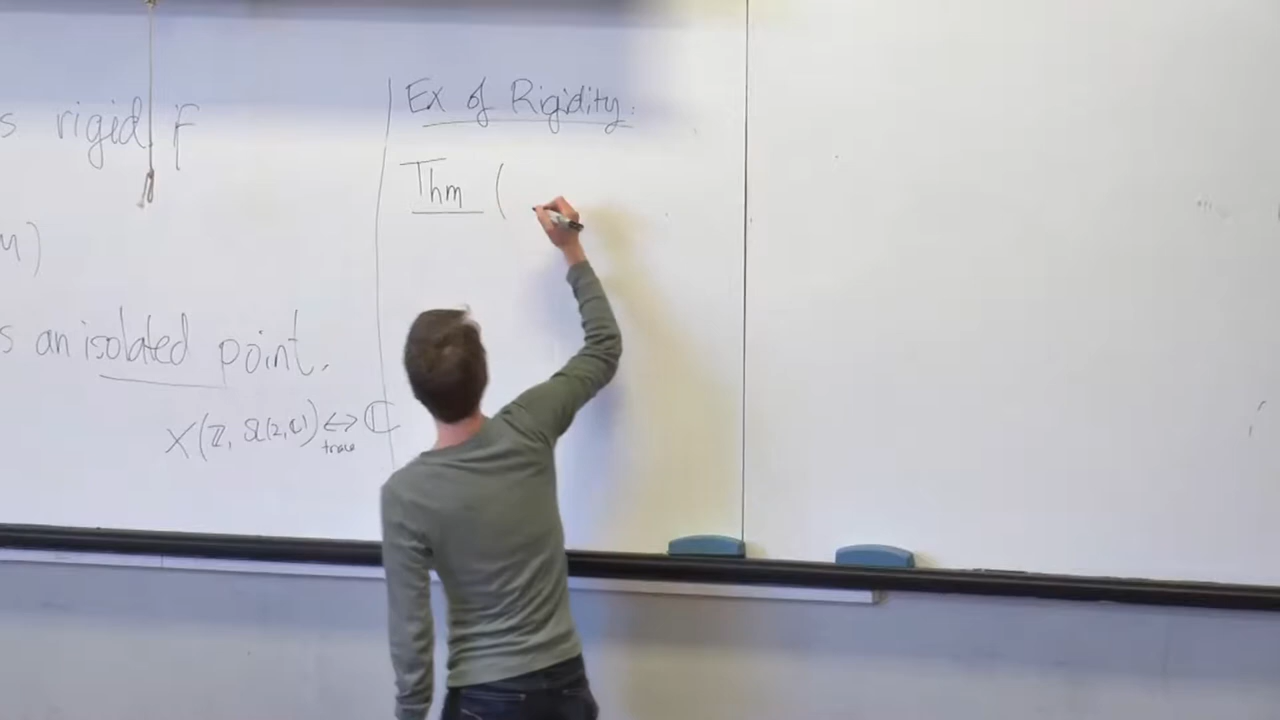 s rigid if
M)
s an isolated point.
X(ℤ, SL(2,ℂ)) ↔ ℂ
trace
Ex of Rigidity:
Thm (